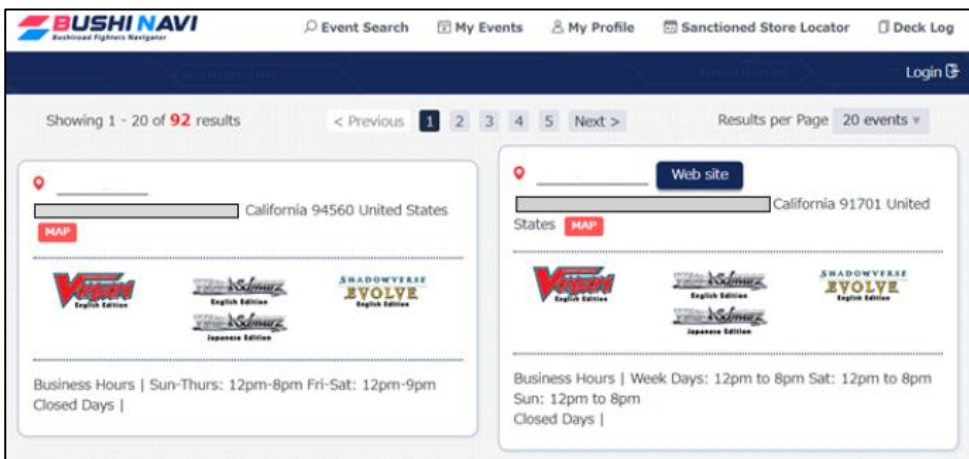 BUSHI NAVI
Bushiroad Fighters Navigator
Event Search
My Events
My Profile
Sanctioned Store Locator
Deck Log
Login
Showing 1 - 20 of 92 results
< Previous 1 2 3 4 5 Next >
Results per Page 20 events
California 94560 United States
MAP
Vanguard
English Edition
Weiß Schwarz
English Edition
Weiß Schwarz
Japanese Edition
SHADOWVERSE
EVOLVE
English Edition
Business Hours | Sun-Thurs: 12pm-8pm Fri-Sat: 12pm-9pm
Closed Days |
Web site
California 91701 United
States MAP
Vanguard
English Edition
Weiß Schwarz
English Edition
Weiß Schwarz
Japanese Edition
SHADOWVERSE
EVOLVE
English Edition
Business Hours | Week Days: 12pm to 8pm Sat: 12pm to 8pm
Sun: 12pm to 8pm
Closed Days |